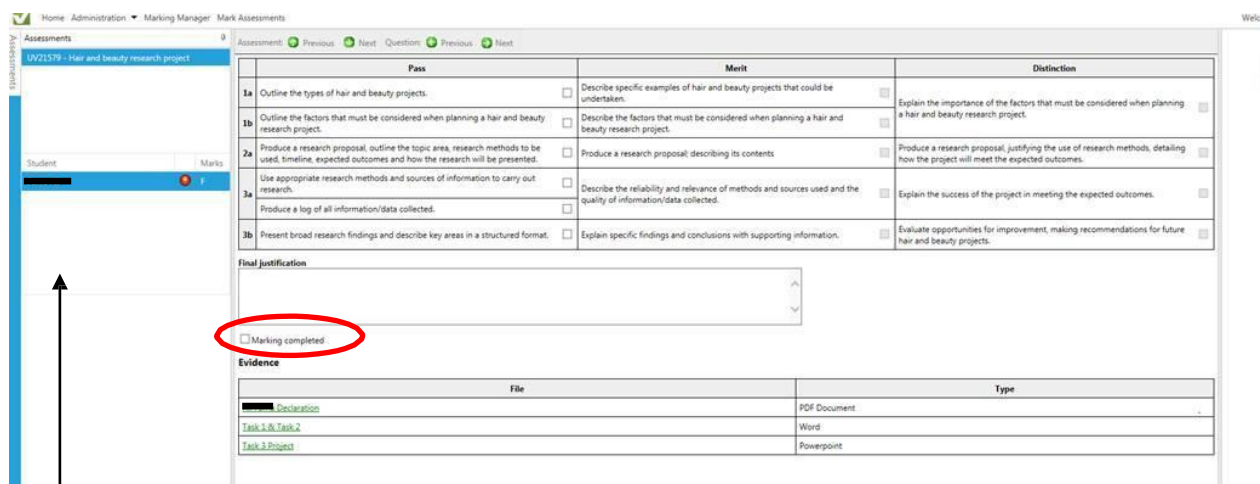 Home Administration Marking Manager Mark Assessments
Assessments
Assessments
UV21579 - Hair and beauty research project
Student Marks
F
Assessment: Previous Next Question: Previous Next
Pass Merit Distinction
1a Outline the types of hair and beauty projects.
Describe specific examples of hair and beauty projects that could be
undertaken.
Explain the importance of the factors that must be considered when planning
a hair and beauty research project.
1b Outline the factors that must be considered when planning a hair and beauty
research project.
Describe the factors that must be considered when planning a hair and
beauty research project.
2a Produce a research proposal, outline the topic area, research methods to be
used, timeline, expected outcomes and how the research will be presented.
Produce a research proposal; describing its contents
Produce a research proposal, justifying the use of research methods, detailing
how the project will meet the expected outcomes.
3a Use appropriate research methods and sources of information to carry out
research.
Produce a log of all information/data collected.
Describe the reliability and relevance of methods and sources used and the
quality of information/data collected.
Explain the success of the project in meeting the expected outcomes.
3b Present broad research findings and describe key areas in a structured format.
Explain specific findings and conclusions with supporting information.
Evaluate opportunities for improvement, making recommendations for future
hair and beauty projects.
Final justification
Marking completed
Evidence
File Type
Declaration PDF Document
Task 1 & Task 2 Word
Task 3 Project Powerpoint